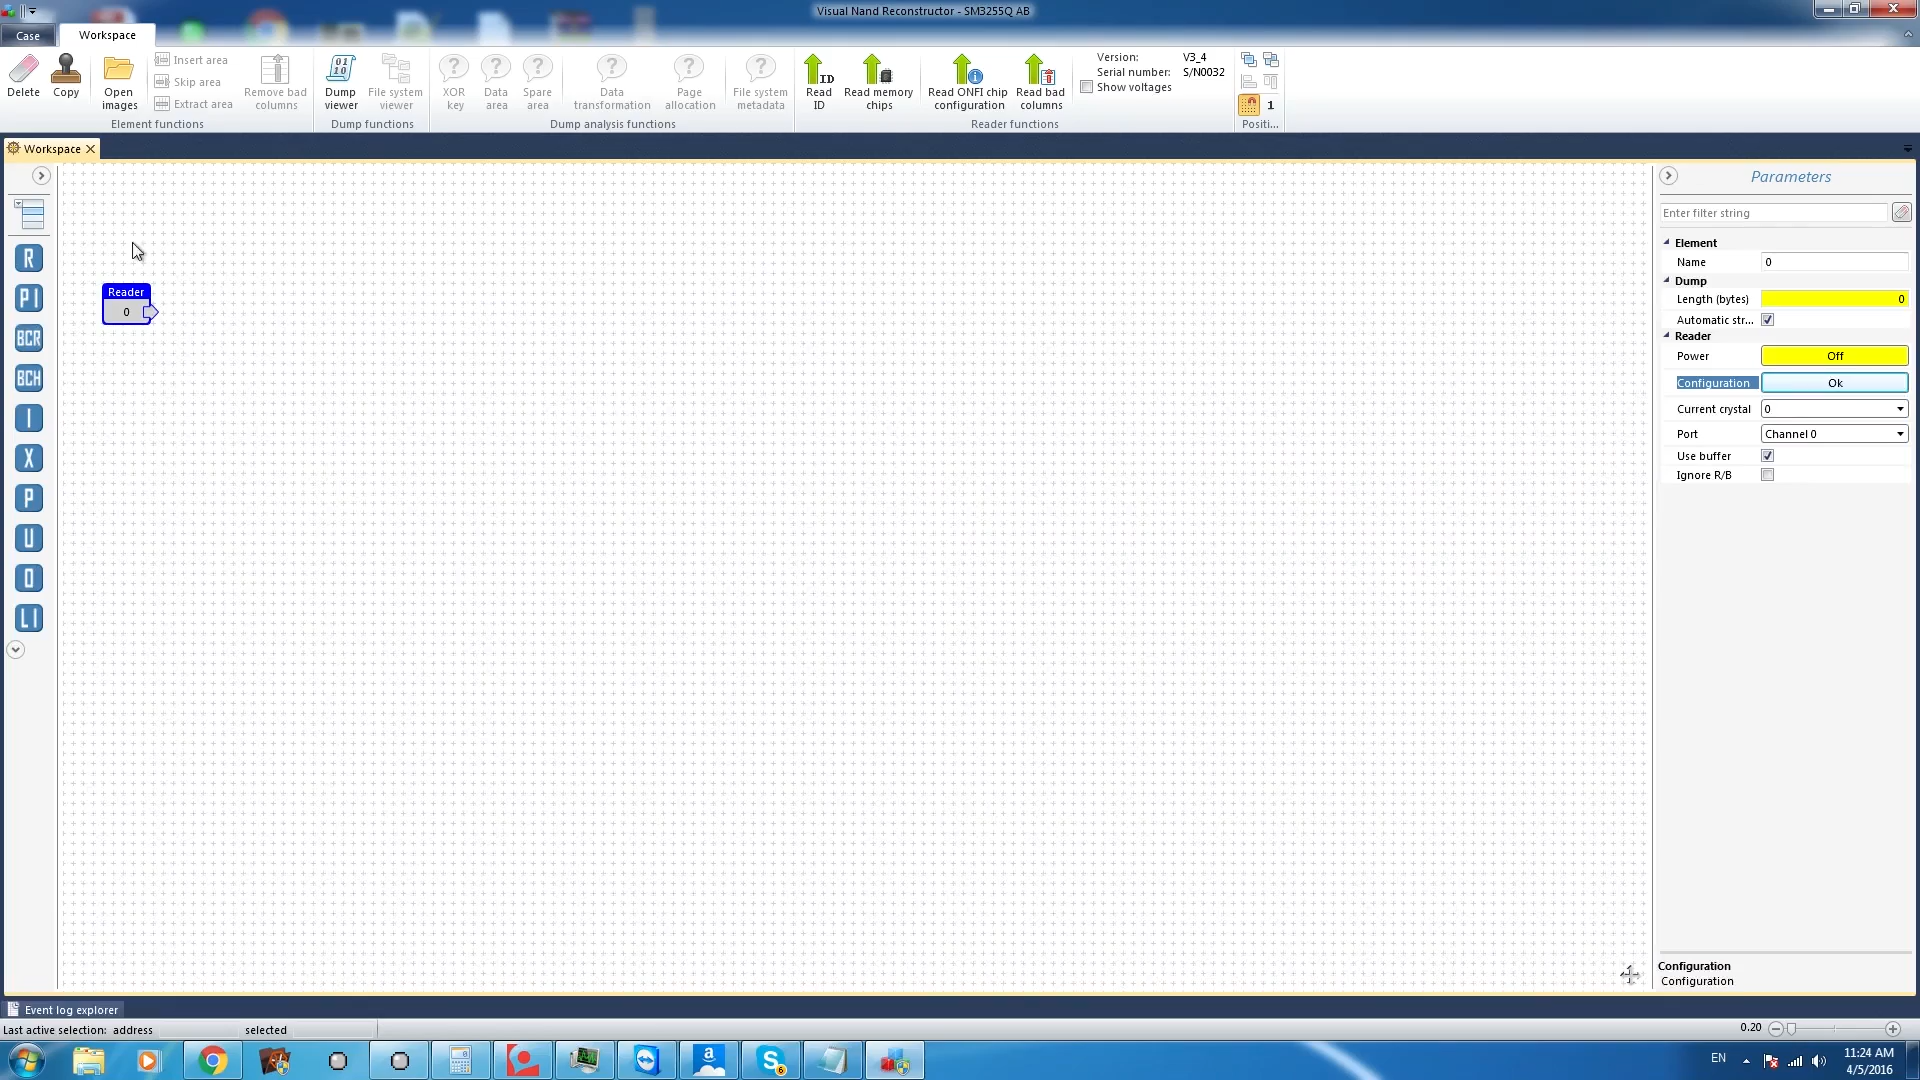 Visual Nand Reconstructor - SM3255Q AB
Case
Workspace
Delete
Copy
Open images
Insert area
Skip area
Extract area
Remove bad columns
Element functions
Dump viewer
File system viewer
Dump functions
XOR key
Data area
Spare area
Data transformation
Page allocation
File system metadata
Dump analysis functions
Read ID
Read memory chips
Read ONFI chip configuration
Read bad columns
Version: V3_4
Serial number: S/N0032
Show voltages
Reader functions
1
Positi...
Workspace
R
PI
BCR
BCH
I
X
P
U
O
LI
Reader
0
Parameters
Enter filter string
Element
Name 0
Dump
Length (bytes) 0
Automatic str...
Reader
Power Off
Configuration Ok
Current crystal 0
Port Channel 0
Use buffer
Ignore R/B
Configuration
Configuration
Event log explorer
Last active selection: address selected
0.20
EN
11:24 AM
4/5/2016